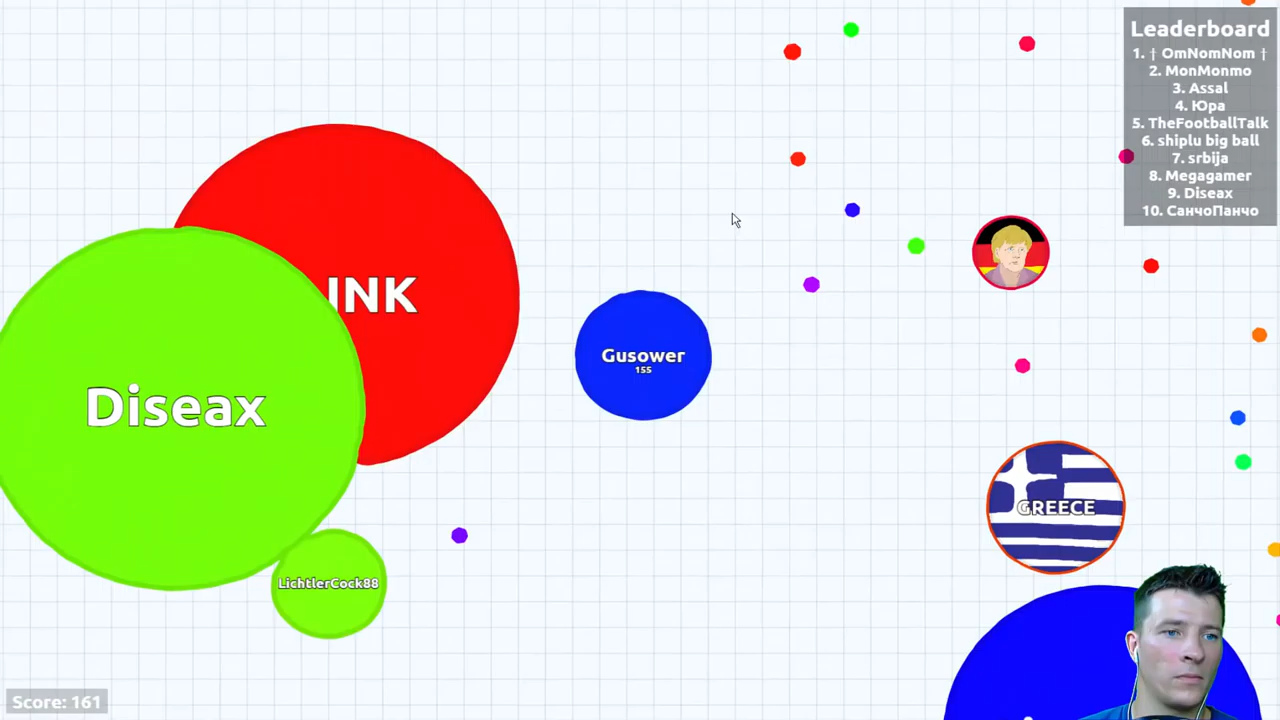 Leaderboard
1. † OmNomNom †
2. MonMonmo
3. Assal
4. Юра
5. TheFootballTalk
6. shiplu big ball
7. srbija
8. Megagamer
9. Diseax
10. СанчоПанчо
INK
Gusower
155
Diseax
GREECE
LichtlerCock88
Score: 161